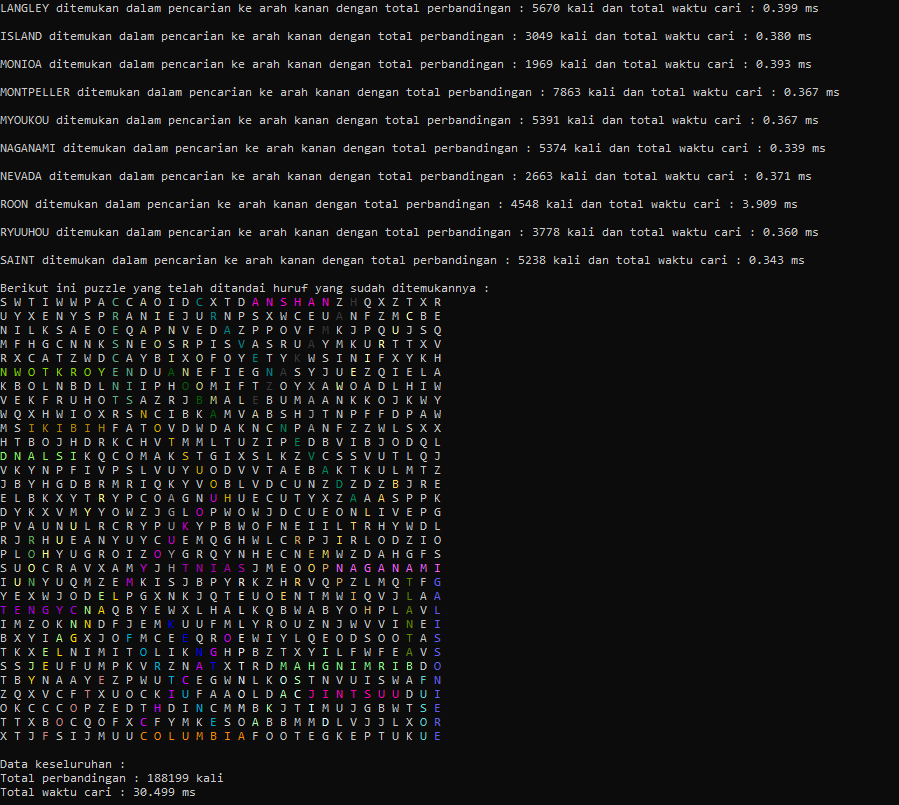 LANGLEY ditemukan dalam pencarian ke arah kanan dengan total perbandingan : 5670 kali dan total waktu cari : 0.399 ms
ISLAND ditemukan dalam pencarian ke arah kanan dengan total perbandingan : 3049 kali dan total waktu cari : 0.380 ms
MONIOA ditemukan dalam pencarian ke arah kanan dengan total perbandingan : 1969 kali dan total waktu cari : 0.393 ms
MONTPELLER ditemukan dalam pencarian ke arah kanan dengan total perbandingan : 7863 kali dan total waktu cari : 0.367 ms
MYOUKOU ditemukan dalam pencarian ke arah kanan dengan total perbandingan : 5391 kali dan total waktu cari : 0.367 ms
NAGANAMI ditemukan dalam pencarian ke arah kanan dengan total perbandingan : 5374 kali dan total waktu cari : 0.339 ms
NEVADA ditemukan dalam pencarian ke arah kanan dengan total perbandingan : 2663 kali dan total waktu cari : 0.371 ms
ROON ditemukan dalam pencarian ke arah kanan dengan total perbandingan : 4548 kali dan total waktu cari : 3.909 ms
RYUUHOU ditemukan dalam pencarian ke arah kanan dengan total perbandingan : 3778 kali dan total waktu cari : 0.360 ms
SAINT ditemukan dalam pencarian ke arah kanan dengan total perbandingan : 5238 kali dan total waktu cari : 0.343 ms
Berikut ini puzzle yang telah ditandai huruf yang sudah ditemukannya :
S W T I W W P A C C A O I D C X T D A N S H A N Z H Q X Z T X R
U Y X E N Y S P R A N I E J U R N P S X W C E U A N F Z M C B E
N I L K S A E O E Q A P N V E D A Z P P O V F M K J P Q U J S Q
M F H G C N N K S N E O S R P I S V A S R U A Y M K U R T T X V
R X C A T Z W D C A Y B I X O F O Y E T Y K W S I N I F X Y K H
N W O T K R O Y E N D U A N E F I E G N A S Y J U E Z Q I E L A
K B O L N B D L N I I P H O O M I F T Z O Y X A W O A D L H I W
V E K F R U H O T S A Z R J B M A L E B U M A A N K K O J K W Y
W Q X H W I O X R S N C I B K A M V A B S H J T N P F F D P A W
M S I K I B I H F A T O V D W D A K N C N P A N F Z Z W L S X X
H T B O J H D R K C H V T M M L T U Z I P E D B V I B J O D Q L
D N A L S I K Q C O M A K S T G I X S L K Z V C S S V U T L Q J
V K Y N P F I V P S L V U Y U O D V V T A E B A K T K U L M T Z
J B Y H G D B R M R I Q K Y V O B L V D C U N Z D Z D Z B J R E
E L B K X Y T R Y P C O A G N U H U E C U T Y X Z A A A S P P K
D Y K X V M Y Y O W Z J G L O P W O W J D C U E O N L I V E P G
P V A U N U L R C R Y P U K Y P B W O F N E I I L T R H Y W D L
R J R H U E A N Y U Y C U E M Q G H W L C R P J I R L O D Z I O
P L O H Y U G R O I Z O Y G R Q Y N H E C N E M W Z D A H G F S
S U O C R A V X A M Y J H T N I A S J M E O O P N A G A N A M I
I U N Y U Q M Z E M K I S J B P Y R K Z H R V Q P Z L M Q T F G
Y E X W J O D E L P G X N K J Q T E U O E N T M W I Q V J L A A
T E N G Y C N A Q B Y E W X L H A L K Q B W A B Y O H P L A V L
I M Z O K N N D F J E M K U U F M L Y R O U Z N J W V V I N E I
B X Y I A G X J O F M C E E Q R O E W I Y L Q E O D S O O T A S
T K X E L N I M I T O L I K N G H P B Z T X Y I L F W F E A V S
S S J E U F U M P K V R Z N A T X T R D M A H G N I M R I B D O
T B Y N A A Y E Z P W U T C E G W N L K O S T N V U I S W A F N
Z Q X V C F T X U O C K I U F A A O L D A C J I N T S U U D U I
O K C C C O P Z E D T H D I N C M M B K J T I M U J G B W T S E
T T X B O C Q O F X C F Y M K E S O A B B M M D L V J J L X O R
X T J F S I J M U U C O L U M B I A F O O T E G K E P T U K U E
Data keseluruhan :
Total perbandingan : 188199 kali
Total waktu cari : 30.499 ms